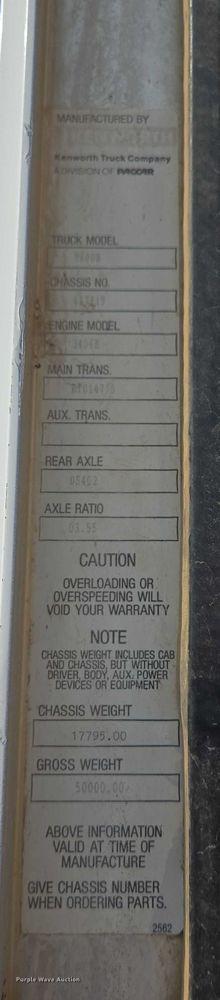 MANUFACTURED BY
Kenworth Truck Company
A DIVISION OF PACCAR
TRUCK MODEL
CHASSIS NO.
ENGINE MODEL
MAIN TRANS.
AUX. TRANS.
REAR AXLE
DS402
AXLE RATIO
03.55
CAUTION
OVERLOADING OR
OVERSPEEDING WILL
VOID YOUR WARRANTY
NOTE
CHASSIS WEIGHT INCLUDES CAB
AND CHASSIS, BUT WITHOUT
DRIVER, BODY, AUX. POWER
DEVICES OR EQUIPMENT
CHASSIS WEIGHT
17795.00
GROSS WEIGHT
50000.00
ABOVE INFORMATION
VALID AT TIME OF
MANUFACTURE
GIVE CHASSIS NUMBER
WHEN ORDERING PARTS.
2562
Purple Wave Auction